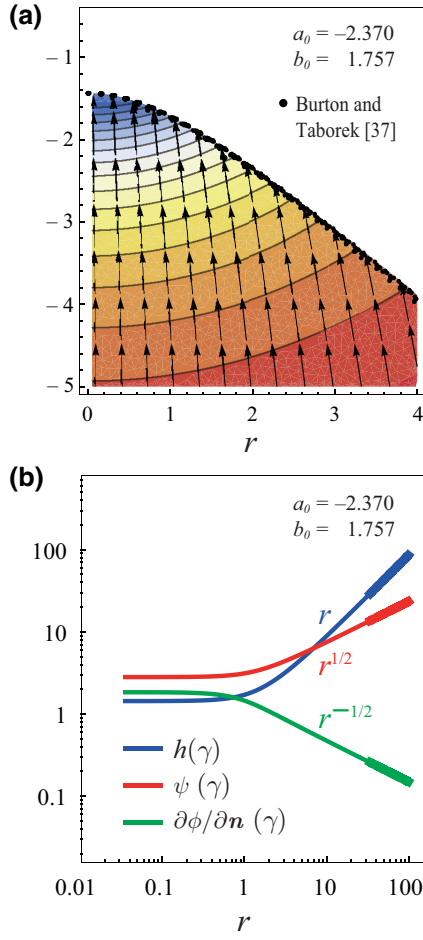 (a)
a₀ = −2.370
b₀ = 1.757
● Burton and
Taborek [37]
−1
−2
−3
−4
−5
0 1 2 3 4
r
(b)
a₀ = −2.370
b₀ = 1.757
100
10
1
0.1
r
r^{1/2}
r^{−1/2}
h(γ)
ψ (γ)
∂ϕ/∂n (γ)
0.01 0.1 1 10 100
r